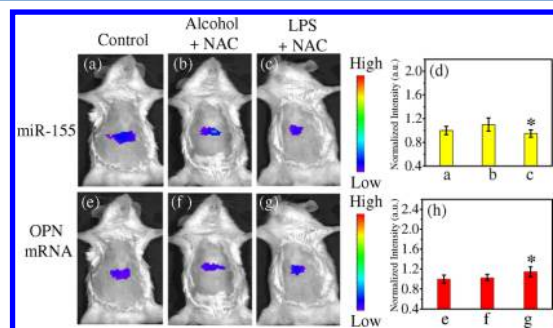 Control
Alcohol
+ NAC
LPS
+ NAC
miR-155
(a)
(b)
(c)
High
Low
(d)
Normalized Intensity (a.u.)
2.4
2.0
1.6
1.2
0.8
0.4
*
a b c
OPN
mRNA
(e)
(f)
(g)
High
Low
(h)
Normalized Intensity (a.u.)
2.4
2.0
1.6
1.2
0.8
0.4
*
e f g